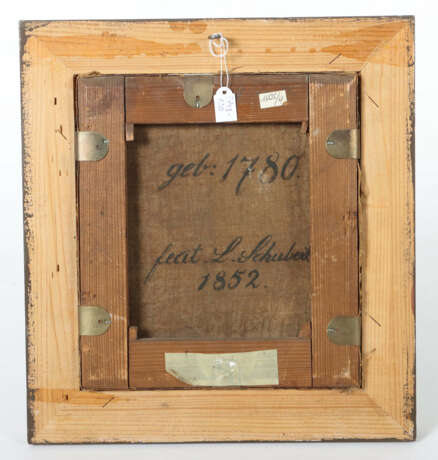 geb: 1780.
fecit. L. Schubert
1852.